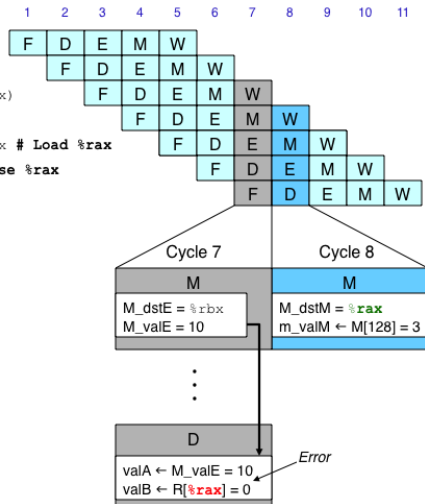 1 2 3 4 5 6 7 8 9 10 11
F D E M W
F D E M W
x) F D E M W
F D E M W
x # Load %rax F D E M W
se %rax F D E M W
F D E M W
Cycle 7 Cycle 8
M M
M_dstE = %rbx M_dstM = %rax
M_valE = 10 m_valM ← M[128] = 3
D
Error
valA ← M_valE = 10
valB ← R[%rax] = 0